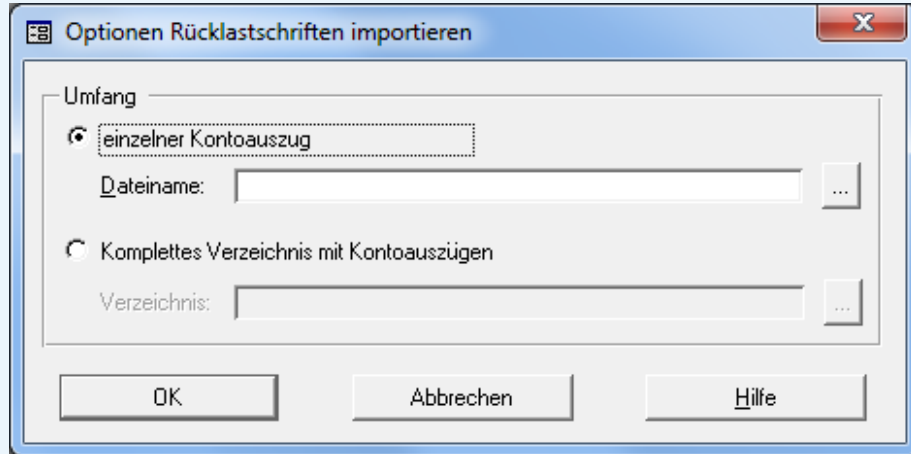 Optionen Rücklastschriften importieren
Umfang
einzelner Kontoauszug
Dateiname:
...
Komplettes Verzeichnis mit Kontoauszügen
Verzeichnis:
...
OK
Abbrechen
Hilfe